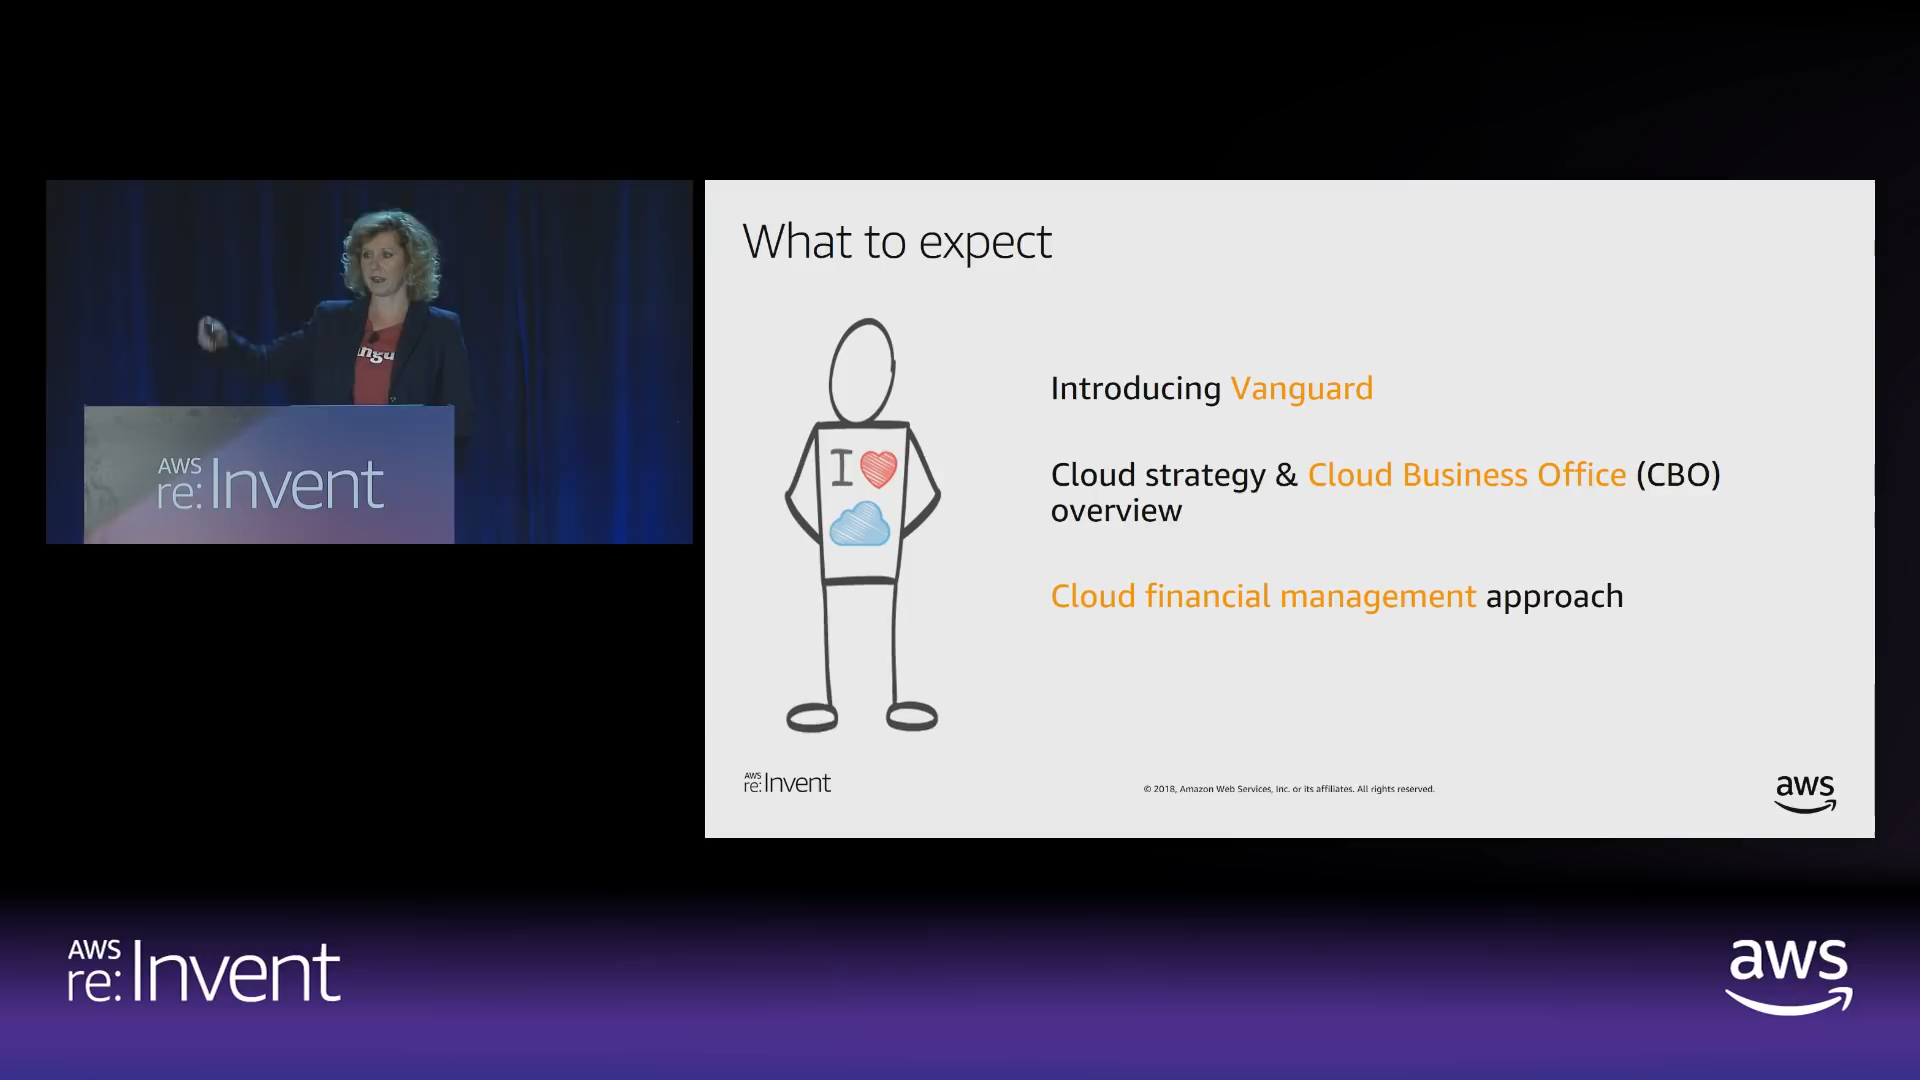 What to expect
I
Introducing Vanguard
Cloud strategy & Cloud Business Office (CBO)
overview
Cloud financial management approach
AWS
re:Invent
© 2018, Amazon Web Services, Inc. or its affiliates. All rights reserved.
aws
AWS
re:Invent
AWS
re:Invent
aws